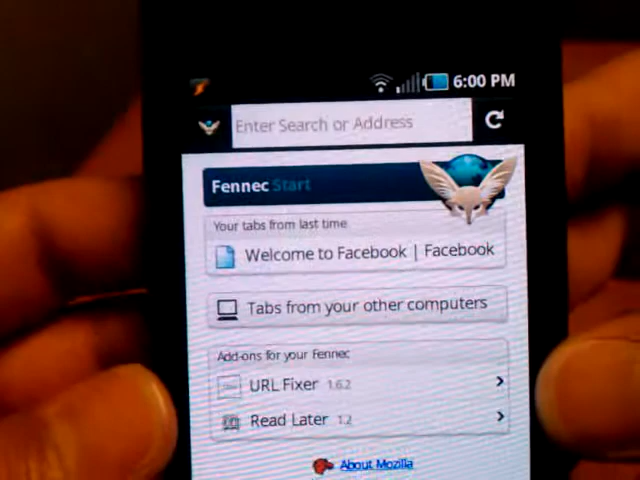 6:00 PM
Enter Search or Address
Fennec Start
Your tabs from last time
Welcome to Facebook | Facebook
Tabs from your other computers
Add-ons for your Fennec
URL Fixer 1.6.2
Read Later 1.2
About Mozilla